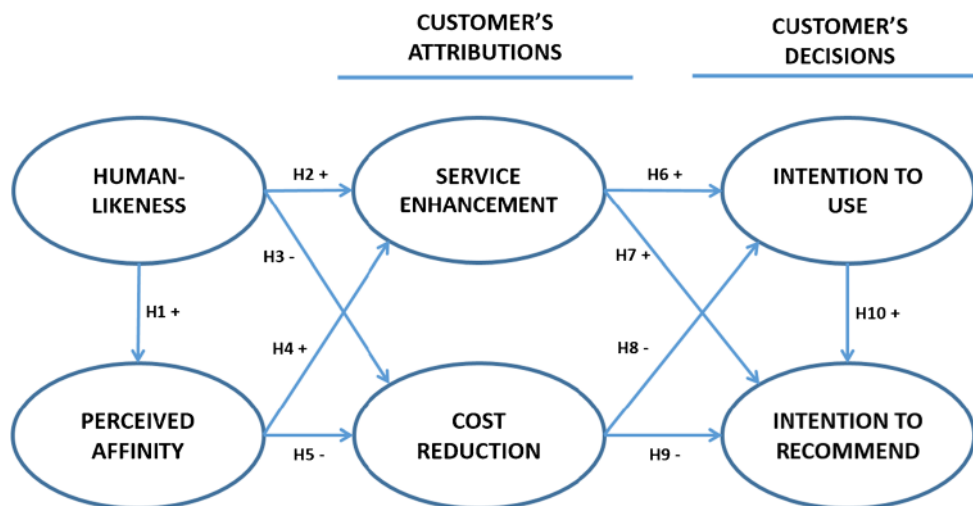 CUSTOMER'S
ATTRIBUTIONS
CUSTOMER'S
DECISIONS
HUMAN-
LIKENESS
H2 +
SERVICE
ENHANCEMENT
H6 +
INTENTION TO
USE
H3 -
H7 +
H1 +
H10 +
H4 +
H8 -
PERCEIVED
AFFINITY
H5 -
COST
REDUCTION
H9 -
INTENTION TO
RECOMMEND